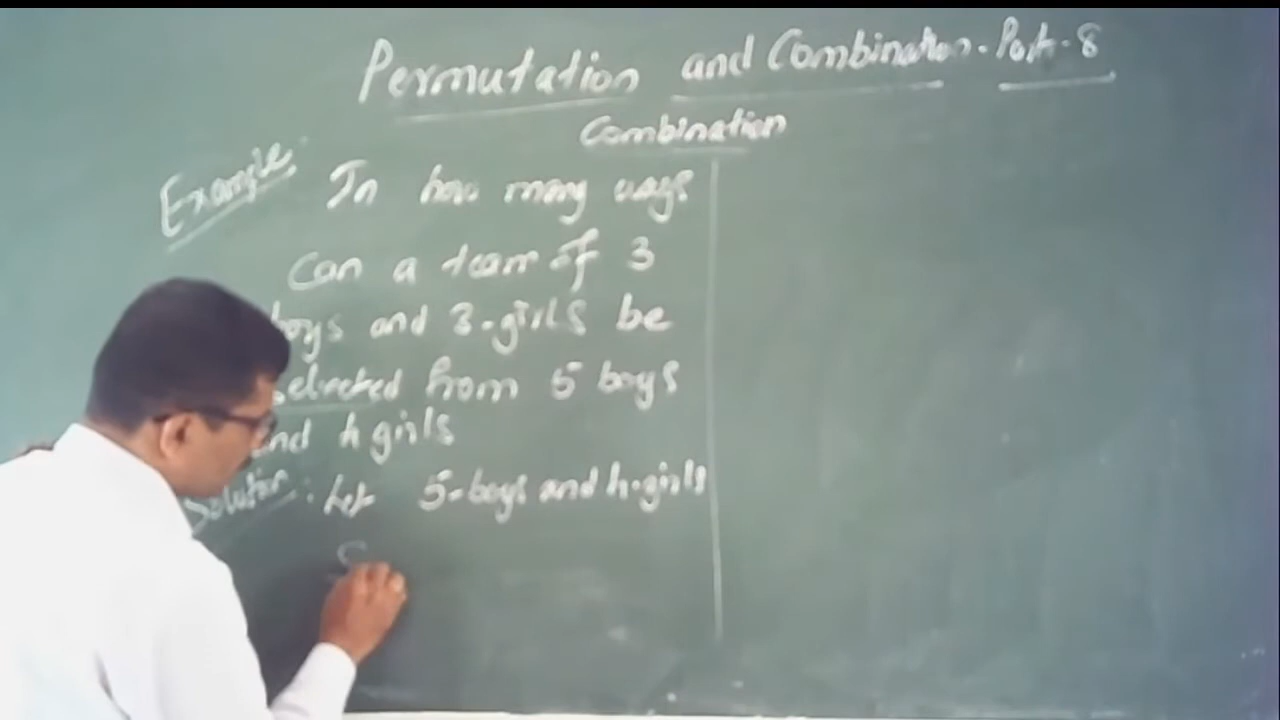 Permutation and Combination. Part-8
Combination
Example: In how many ways
Can a team of 3
boys and 3-girls be
selected from 5 boys
and 4 girls
Solution: Let 5-boys and 4-girls
S